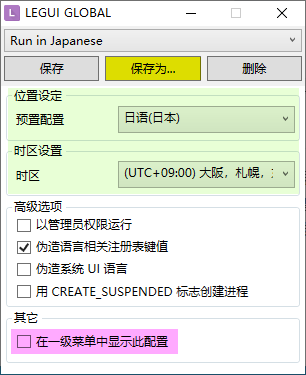 L LEGUI GLOBAL
Run in Japanese
保存 保存为... 删除
位置设定
预置配置 日语(日本)
时区设置
时区 (UTC+09:00) 大阪，札幌，
高级选项
以管理员权限运行
伪造语言相关注册表键值
伪造系统 UI 语言
用 CREATE_SUSPENDED 标志创建进程
其它
在一级菜单中显示此配置